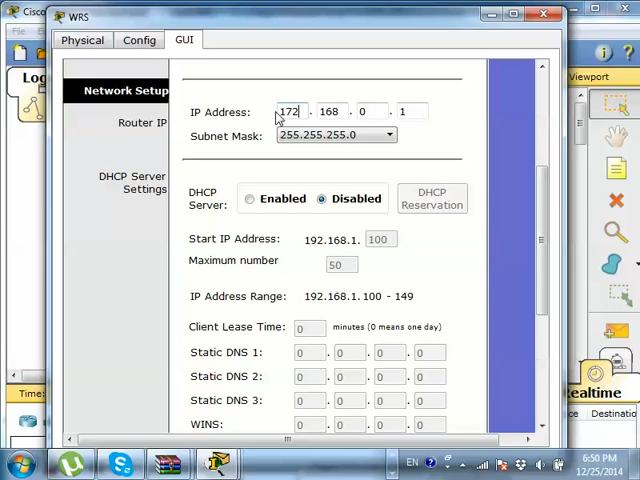 Cisco
WRS
File
Physical
Config
GUI
Log
Viewport
Network Setup
IP Address: 172 . 168 . 0 . 1
Router IP
Subnet Mask: 255.255.255.0
DHCP Server
Settings
DHCP
Server: Enabled Disabled
DHCP
Reservation
Start IP Address: 192.168.1. 100
Maximum number
50
IP Address Range: 192.168.1. 100 - 149
Client Lease Time: 0 minutes (0 means one day)
Static DNS 1: 0 . 0 . 0 . 0
Static DNS 2: 0 . 0 . 0 . 0
Static DNS 3: 0 . 0 . 0 . 0
WINS: 0 . 0 . 0 . 0
Time:
Realtime
Destinatio
EN
6:50 PM
12/25/2014